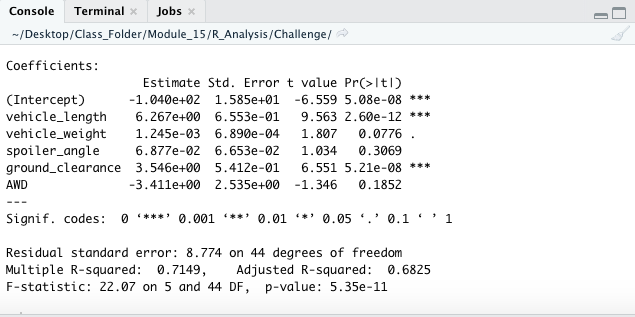 Console Terminal × Jobs ×
~/Desktop/Class_Folder/Module_15/R_Analysis/Challenge/
Coefficients:
Estimate Std. Error t value Pr(>|t|)
(Intercept) -1.040e+02 1.585e+01 -6.559 5.08e-08 ***
vehicle_length 6.267e+00 6.553e-01 9.563 2.60e-12 ***
vehicle_weight 1.245e-03 6.890e-04 1.807 0.0776 .
spoiler_angle 6.877e-02 6.653e-02 1.034 0.3069
ground_clearance 3.546e+00 5.412e-01 6.551 5.21e-08 ***
AWD -3.411e+00 2.535e+00 -1.346 0.1852
---
Signif. codes: 0 ‘***’ 0.001 ‘**’ 0.01 ‘*’ 0.05 ‘.’ 0.1 ‘ ’ 1
Residual standard error: 8.774 on 44 degrees of freedom
Multiple R-squared: 0.7149, Adjusted R-squared: 0.6825
F-statistic: 22.07 on 5 and 44 DF, p-value: 5.35e-11